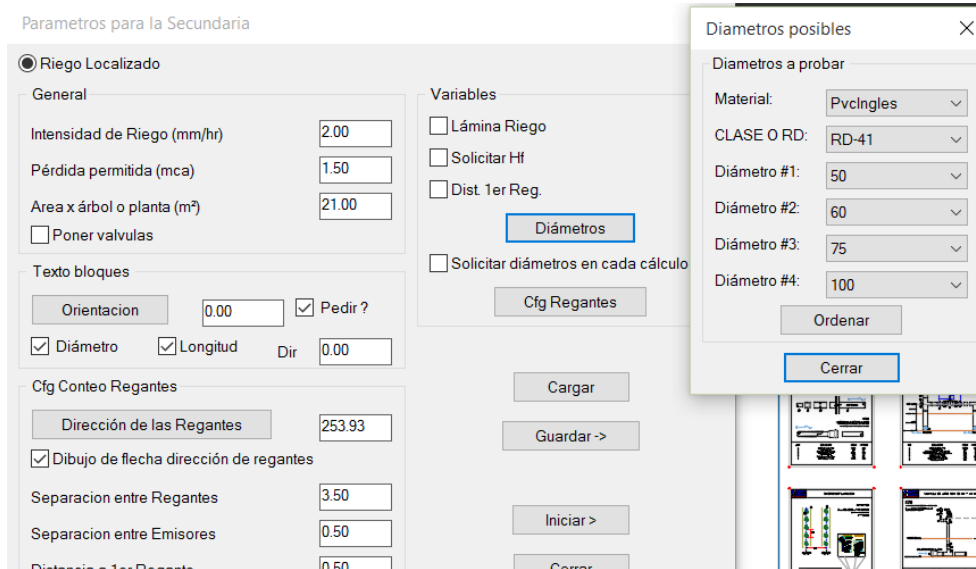 Parametros para la Secundaria
Riego Localizado
General
Intensidad de Riego (mm/hr) 2.00
Pérdida permitida (mca) 1.50
Area x árbol o planta (m²) 21.00
Poner valvulas
Texto bloques
Orientacion 0.00 Pedir ?
Diámetro Longitud Dir 0.00
Cfg Conteo Regantes
Dirección de las Regantes 253.93
Dibujo de flecha dirección de regantes
Separacion entre Regantes 3.50
Separacion entre Emisores 0.50
Distancia a 1er Regante 0.50
Variables
Lámina Riego
Solicitar Hf
Dist. 1er Reg.
Diámetros
Solicitar diámetros en cada cálculo
Cfg Regantes
Cargar
Guardar ->
Iniciar >
Cerrar
Diametros posibles
Diametros a probar
Material: PvcIngles
CLASE O RD: RD-41
Diámetro #1: 50
Diámetro #2: 60
Diámetro #3: 75
Diámetro #4: 100
Ordenar
Cerrar